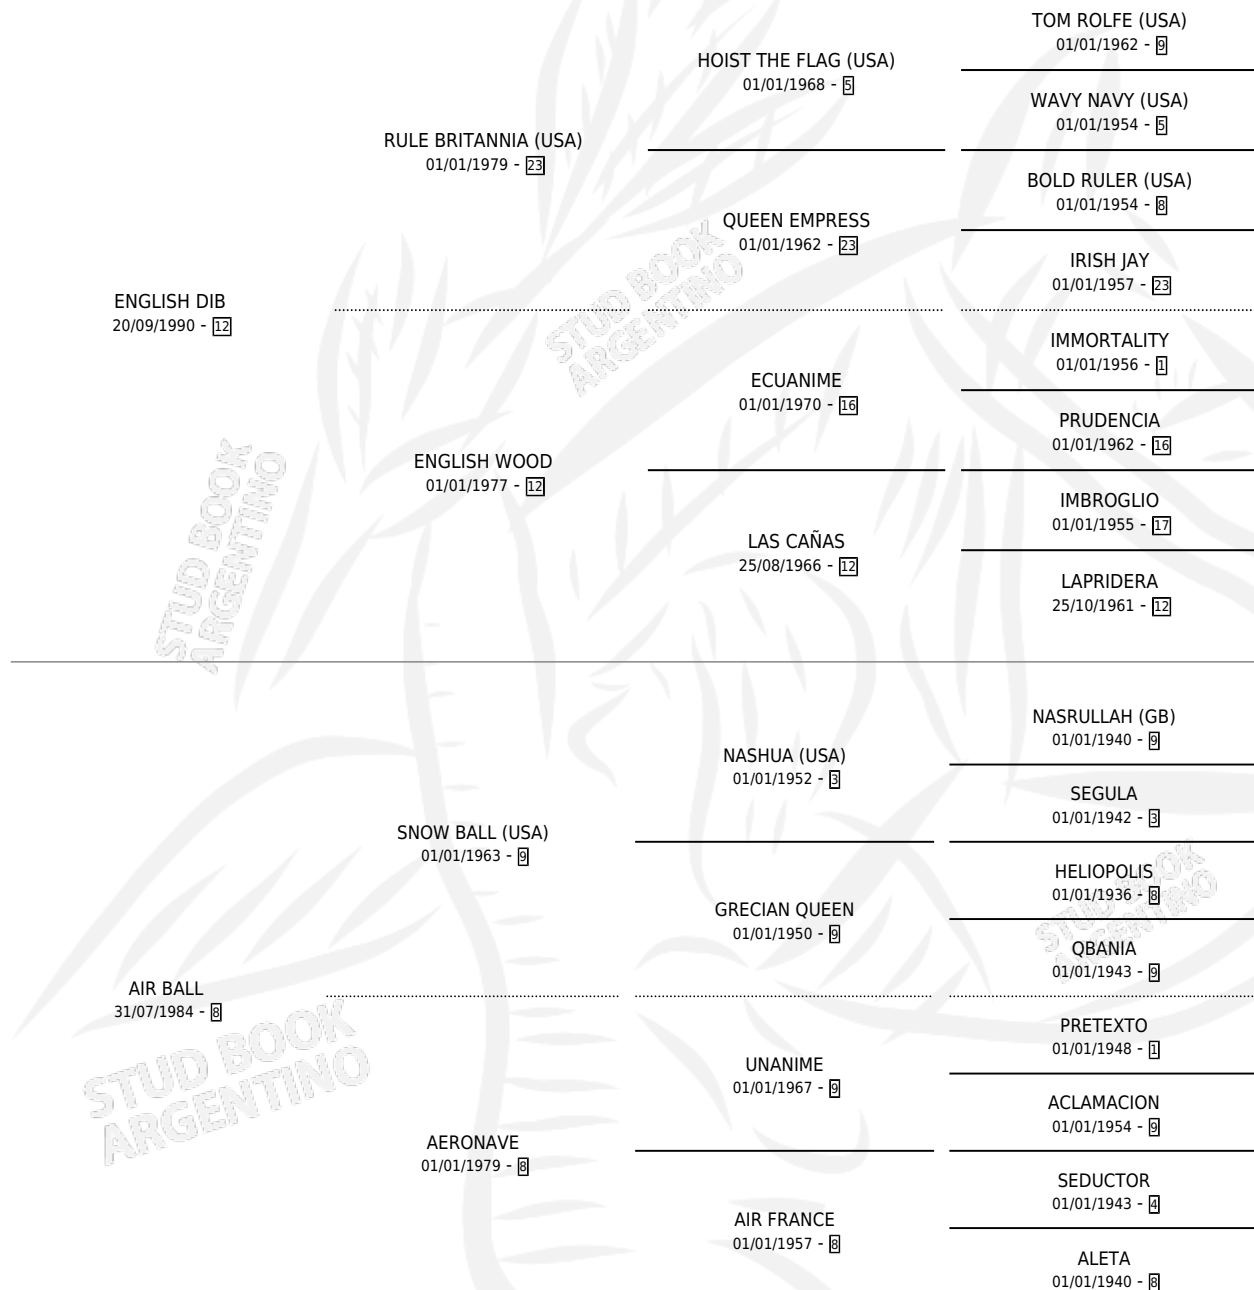 TOM ROLFE (USA)
01/01/1962 - 9
HOIST THE FLAG (USA)
01/01/1968 - 5
WAVY NAVY (USA)
01/01/1954 - 5
RULE BRITANNIA (USA)
01/01/1979 - 23
BOLD RULER (USA)
01/01/1954 - 8
QUEEN EMPRESS
01/01/1962 - 23
IRISH JAY
01/01/1957 - 23
ENGLISH DIB
20/09/1990 - 12
IMMORTALITY
01/01/1956 - 1
ECUANIME
01/01/1970 - 16
PRUDENCIA
01/01/1962 - 16
ENGLISH WOOD
01/01/1977 - 12
IMBROGLIO
01/01/1955 - 17
LAS CAÑAS
25/08/1966 - 12
LAPRIDERA
25/10/1961 - 12
NASRULLAH (GB)
01/01/1940 - 9
NASHUA (USA)
01/01/1952 - 3
SEGULA
01/01/1942 - 3
SNOW BALL (USA)
01/01/1963 - 9
HELIOPOLIS
01/01/1936 - 8
GRECIAN QUEEN
01/01/1950 - 9
QBANIA
01/01/1943 - 9
AIR BALL
31/07/1984 - 8
PRETEXTO
01/01/1948 - 1
UNANIME
01/01/1967 - 9
ACLAMACION
01/01/1954 - 9
AERONAVE
01/01/1979 - 8
SEDUCTOR
01/01/1943 - 4
AIR FRANCE
01/01/1957 - 8
ALETA
01/01/1940 - 8
STUD BOOK
ARGENTINO
STUD BOOK
ARGENTINO
STUD BOOK
ARGENTINO
STUD BOOK
ARGENTINO